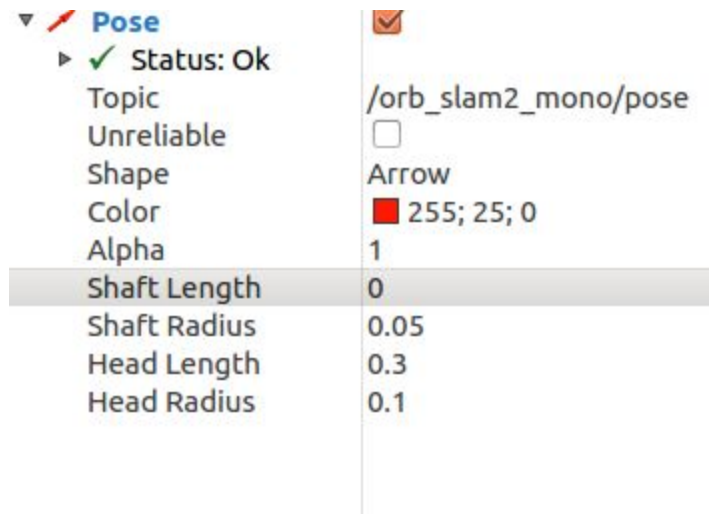 Pose
Status: Ok
Topic /orb_slam2_mono/pose
Unreliable
Shape Arrow
Color 255; 25; 0
Alpha 1
Shaft Length 0
Shaft Radius 0.05
Head Length 0.3
Head Radius 0.1